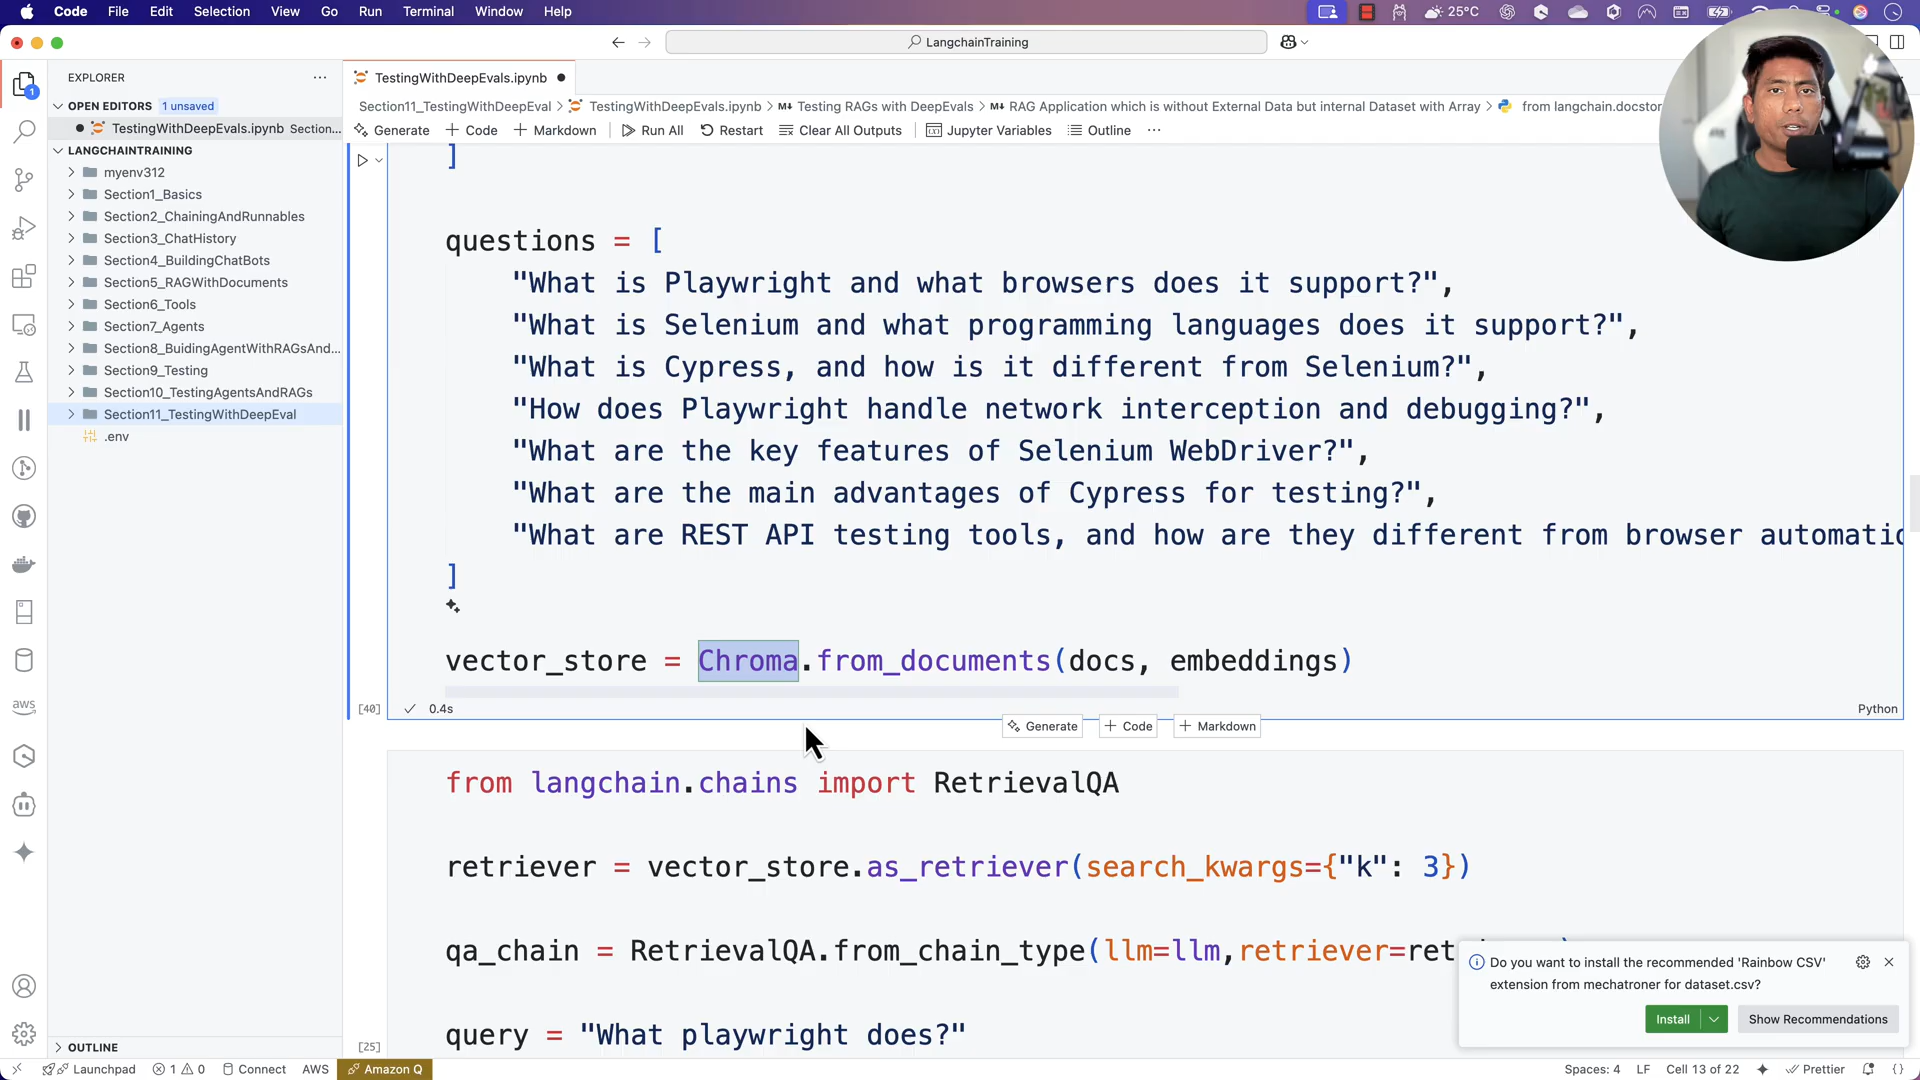 Code File Edit Selection View Go Run Terminal Window Help
25°C
LangchainTraining
EXPLORER
TestingWithDeepEvals.ipynb
OPEN EDITORS 1 unsaved
TestingWithDeepEvals.ipynb Section...
LANGCHAINTRAINING
myenv312
Section1_Basics
Section2_ChainingAndRunnables
Section3_ChatHistory
Section4_BuildingChatBots
Section5_RAGWithDocuments
Section6_Tools
Section7_Agents
Section8_BuidingAgentWithRAGsAnd...
Section9_Testing
Section10_TestingAgentsAndRAGs
Section11_TestingWithDeepEval
.env
OUTLINE
Section11_TestingWithDeepEval > TestingWithDeepEvals.ipynb > Testing RAGs with DeepEvals > RAG Application which is without External Data but internal Dataset with Array > from langchain.docstor
Generate + Code + Markdown Run All Restart Clear All Outputs Jupyter Variables Outline ...
]
questions = [
"What is Playwright and what browsers does it support?",
"What is Selenium and what programming languages does it support?",
"What is Cypress, and how is it different from Selenium?",
"How does Playwright handle network interception and debugging?",
"What are the key features of Selenium WebDriver?",
"What are the main advantages of Cypress for testing?",
"What are REST API testing tools, and how are they different from browser automatio
]
vector_store = Chroma.from_documents(docs, embeddings)
[40] 0.4s Python
Generate + Code + Markdown
from langchain.chains import RetrievalQA
retriever = vector_store.as_retriever(search_kwargs={"k": 3})
qa_chain = RetrievalQA.from_chain_type(llm=llm,retriever=ret
query = "What playwright does?"
[25]
Do you want to install the recommended 'Rainbow CSV'
extension from mechatroner for dataset.csv?
Install Show Recommendations
Launchpad 1 0 Connect AWS Amazon Q Spaces: 4 LF Cell 13 of 22 Prettier